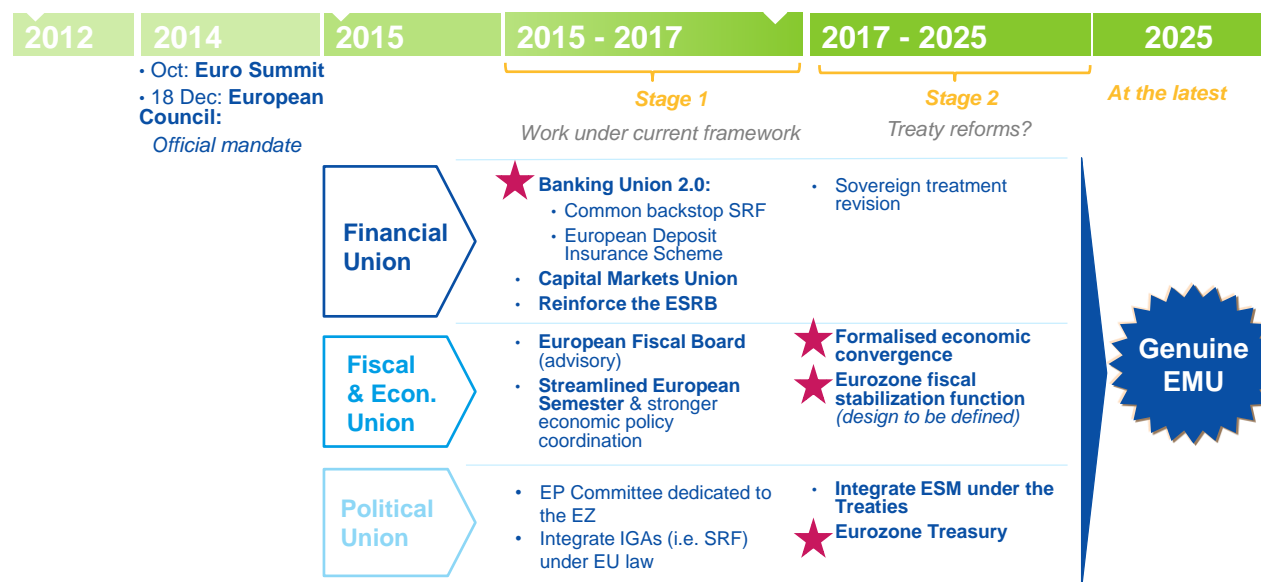 2012
2014
2015
2015 - 2017
2017 - 2025
2025
• Oct: Euro Summit
• 18 Dec: European
Council:
Official mandate
Stage 1
Work under current framework
Stage 2
Treaty reforms?
At the latest
Financial
Union
• Banking Union 2.0:
• Common backstop SRF
• European Deposit
Insurance Scheme
• Capital Markets Union
• Reinforce the ESRB
• Sovereign treatment
revision
Fiscal
& Econ.
Union
• European Fiscal Board
(advisory)
• Streamlined European
Semester & stronger
economic policy
coordination
Formalised economic
convergence
Eurozone fiscal
stabilization function
(design to be defined)
Political
Union
• EP Committee dedicated to
the EZ
• Integrate IGAs (i.e. SRF)
under EU law
• Integrate ESM under the
Treaties
Eurozone Treasury
Genuine
EMU